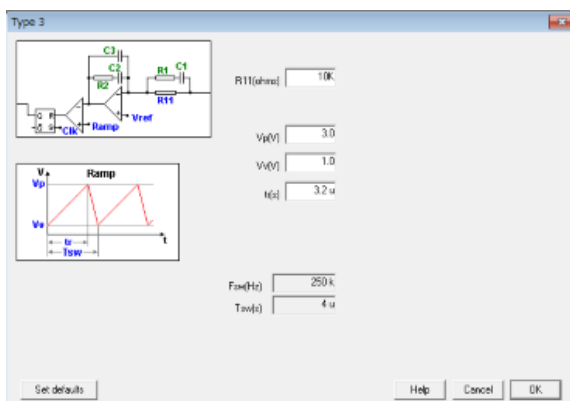 Type 3
C3
C2
R2
R1 C1
R11
Vref
Ramp
Clk
Q R
Q S
R11(ohms) 10K
Vp(V) 3.0
Vv(V) 1.0
tr(s) 3.2 u
V
Ramp
Vp
Vv
tr
Tsw
t
Fsw(Hz) 250 k
Tsw(s) 4 u
Set defaults
Help
Cancel
OK